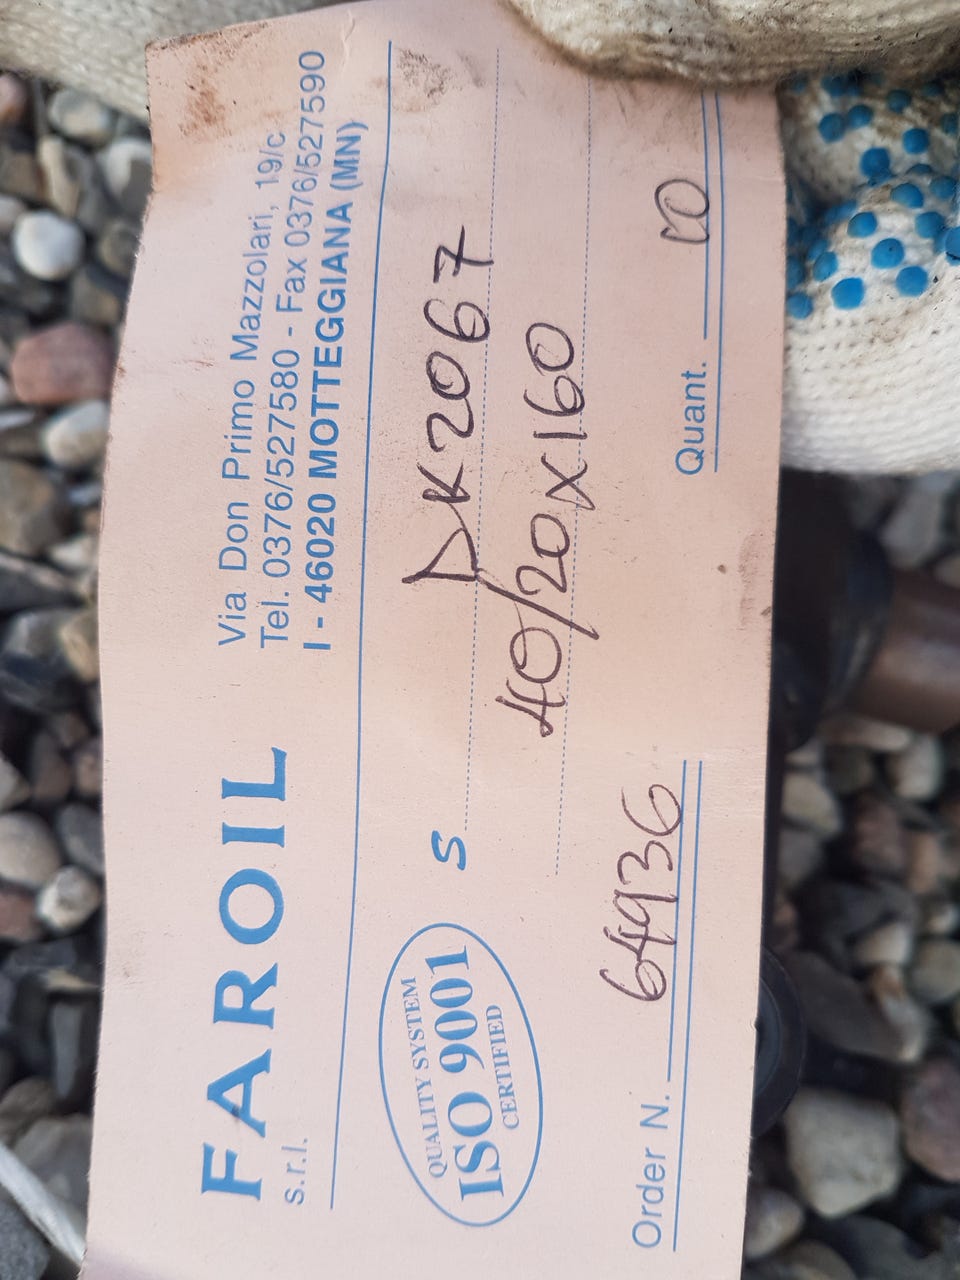 FAROIL
s.r.l.
Via Don Primo Mazzolari, 19/c
Tel. 0376/527580 - Fax 0376/527590
I - 46020 MOTTEGGIANA (MN)
QUALITY SYSTEM
ISO 9001
CERTIFIED
S
DK2067
40/20x160
Order N. 64936
Quant. 10